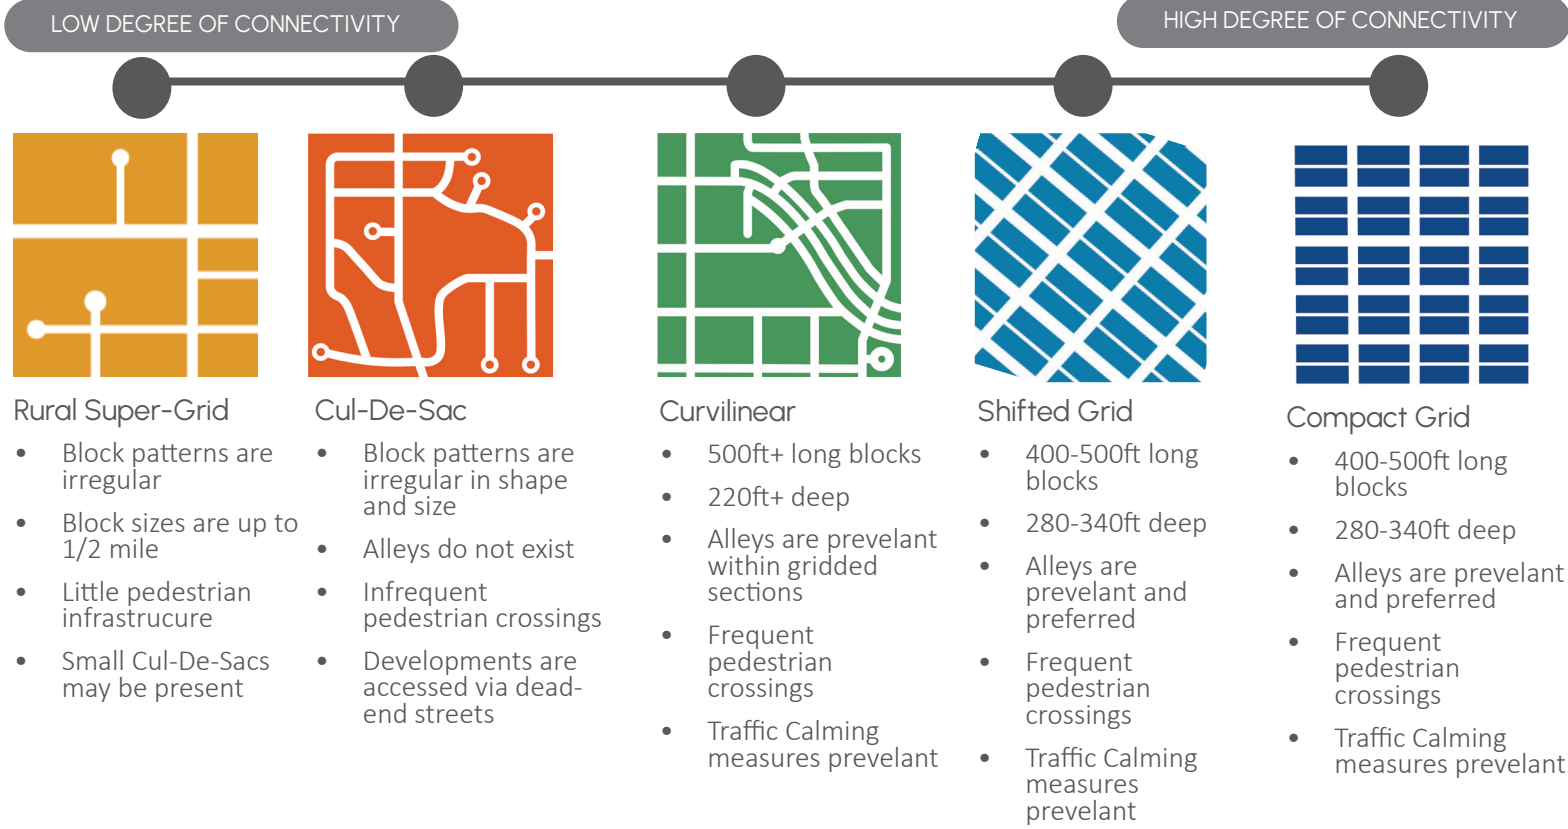 LOW DEGREE OF CONNECTIVITY
HIGH DEGREE OF CONNECTIVITY
Rural Super-Grid
• Block patterns are
irregular
• Block sizes are up to
1/2 mile
• Little pedestrian
infrastrucure
• Small Cul-De-Sacs
may be present
Cul-De-Sac
• Block patterns are
irregular in shape
and size
• Alleys do not exist
• Infrequent
pedestrian crossings
• Developments are
accessed via dead-
end streets
Curvilinear
• 500ft+ long blocks
• 220ft+ deep
• Alleys are prevelant
within gridded
sections
• Frequent
pedestrian
crossings
• Traffic Calming
measures prevelant
Shifted Grid
• 400-500ft long
blocks
• 280-340ft deep
• Alleys are
prevelant and
preferred
• Frequent
pedestrian
crossings
• Traffic Calming
measures
prevelant
Compact Grid
• 400-500ft long
blocks
• 280-340ft deep
• Alleys are prevelant
and preferred
• Frequent
pedestrian
crossings
• Traffic Calming
measures prevelant